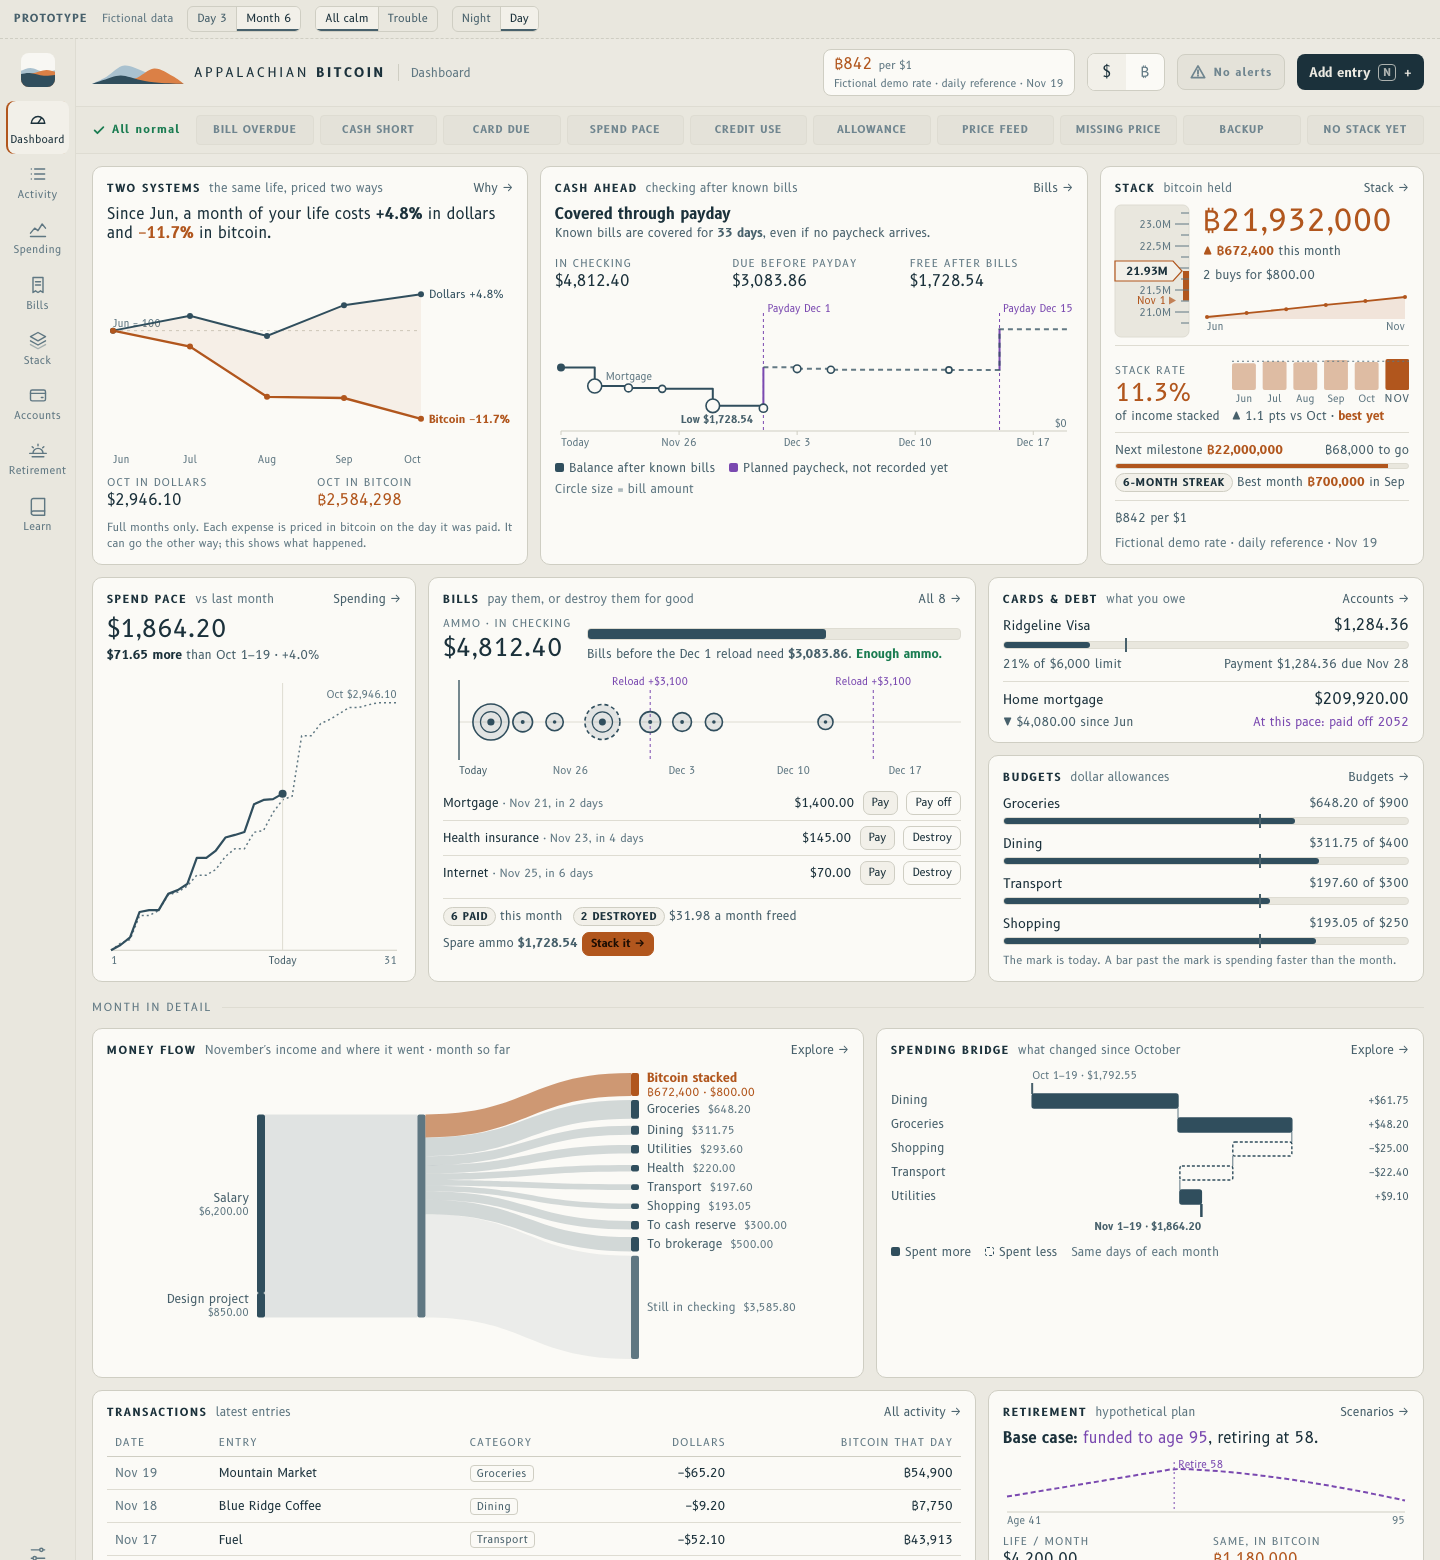 PROTOTYPE Fictional data Day 3 Month 6 All calm Trouble Night Day
APPALACHIAN BITCOIN Dashboard
₿842 per $1
Fictional demo rate · daily reference · Nov 19
$ ₿ No alerts Add entry N +
All normal BILL OVERDUE CASH SHORT CARD DUE SPEND PACE CREDIT USE ALLOWANCE PRICE FEED MISSING PRICE BACKUP NO STACK YET
Dashboard
Activity
Spending
Bills
Stack
Accounts
Retirement
Learn
TWO SYSTEMS the same life, priced two ways Why →
Since Jun, a month of your life costs +4.8% in dollars
and −11.7% in bitcoin.
Jun = 100
Dollars +4.8%
Bitcoin −11.7%
Jun Jul Aug Sep Oct
OCT IN DOLLARS OCT IN BITCOIN
$2,946.10 ₿2,584,298
Full months only. Each expense is priced in bitcoin on the day it was paid. It
can go the other way; this shows what happened.
CASH AHEAD checking after known bills Bills →
Covered through payday
Known bills are covered for 33 days, even if no paycheck arrives.
IN CHECKING DUE BEFORE PAYDAY FREE AFTER BILLS
$4,812.40 $3,083.86 $1,728.54
Payday Dec 1 Payday Dec 15
Mortgage
Low $1,728.54
$0
Today Nov 26 Dec 3 Dec 10 Dec 17
Balance after known bills Planned paycheck, not recorded yet
Circle size = bill amount
STACK bitcoin held Stack →
23.0M
22.5M
21.93M
21.5M
Nov 1
21.0M
₿21,932,000
▲ ₿672,400 this month
2 buys for $800.00
Jun Nov
STACK RATE
11.3%
of income stacked
Jun Jul Aug Sep Oct NOV
▲ 1.1 pts vs Oct · best yet
Next milestone ₿22,000,000 ₿68,000 to go
6-MONTH STREAK Best month ₿700,000 in Sep
₿842 per $1
Fictional demo rate · daily reference · Nov 19
SPEND PACE vs last month Spending →
$1,864.20
$71.65 more than Oct 1–19 · +4.0%
Oct $2,946.10
1 Today 31
BILLS pay them, or destroy them for good All 8 →
AMMO · IN CHECKING
$4,812.40
Bills before the Dec 1 reload need $3,083.86. Enough ammo.
Reload +$3,100 Reload +$3,100
Today Nov 26 Dec 3 Dec 10 Dec 17
Mortgage · Nov 21, in 2 days $1,400.00 Pay Pay off
Health insurance · Nov 23, in 4 days $145.00 Pay Destroy
Internet · Nov 25, in 6 days $70.00 Pay Destroy
6 PAID this month 2 DESTROYED $31.98 a month freed
Spare ammo $1,728.54 Stack it →
CARDS & DEBT what you owe Accounts →
Ridgeline Visa $1,284.36
21% of $6,000 limit Payment $1,284.36 due Nov 28
Home mortgage $209,920.00
▼ $4,080.00 since Jun At this pace: paid off 2052
BUDGETS dollar allowances Budgets →
Groceries $648.20 of $900
Dining $311.75 of $400
Transport $197.60 of $300
Shopping $193.05 of $250
The mark is today. A bar past the mark is spending faster than the month.
MONTH IN DETAIL
MONEY FLOW November's income and where it went · month so far Explore →
Salary
$6,200.00
Design project
$850.00
Bitcoin stacked
₿672,400 · $800.00
Groceries $648.20
Dining $311.75
Utilities $293.60
Health $220.00
Transport $197.60
Shopping $193.05
To cash reserve $300.00
To brokerage $500.00
Still in checking $3,585.80
SPENDING BRIDGE what changed since October Explore →
Oct 1–19 · $1,792.55
Dining +$61.75
Groceries +$48.20
Shopping −$25.00
Transport −$22.40
Utilities +$9.10
Nov 1–19 · $1,864.20
Spent more Spent less Same days of each month
TRANSACTIONS latest entries All activity →
DATE ENTRY CATEGORY DOLLARS BITCOIN THAT DAY
Nov 19 Mountain Market Groceries −$65.20 ₿54,900
Nov 18 Blue Ridge Coffee Dining −$9.20 ₿7,750
Nov 17 Fuel Transport −$52.10 ₿43,913
RETIREMENT hypothetical plan Scenarios →
Base case: funded to age 95, retiring at 58.
Retire 58
Age 41 95
LIFE / MONTH SAME, IN BITCOIN
$4,200.00 ₿1,180,000